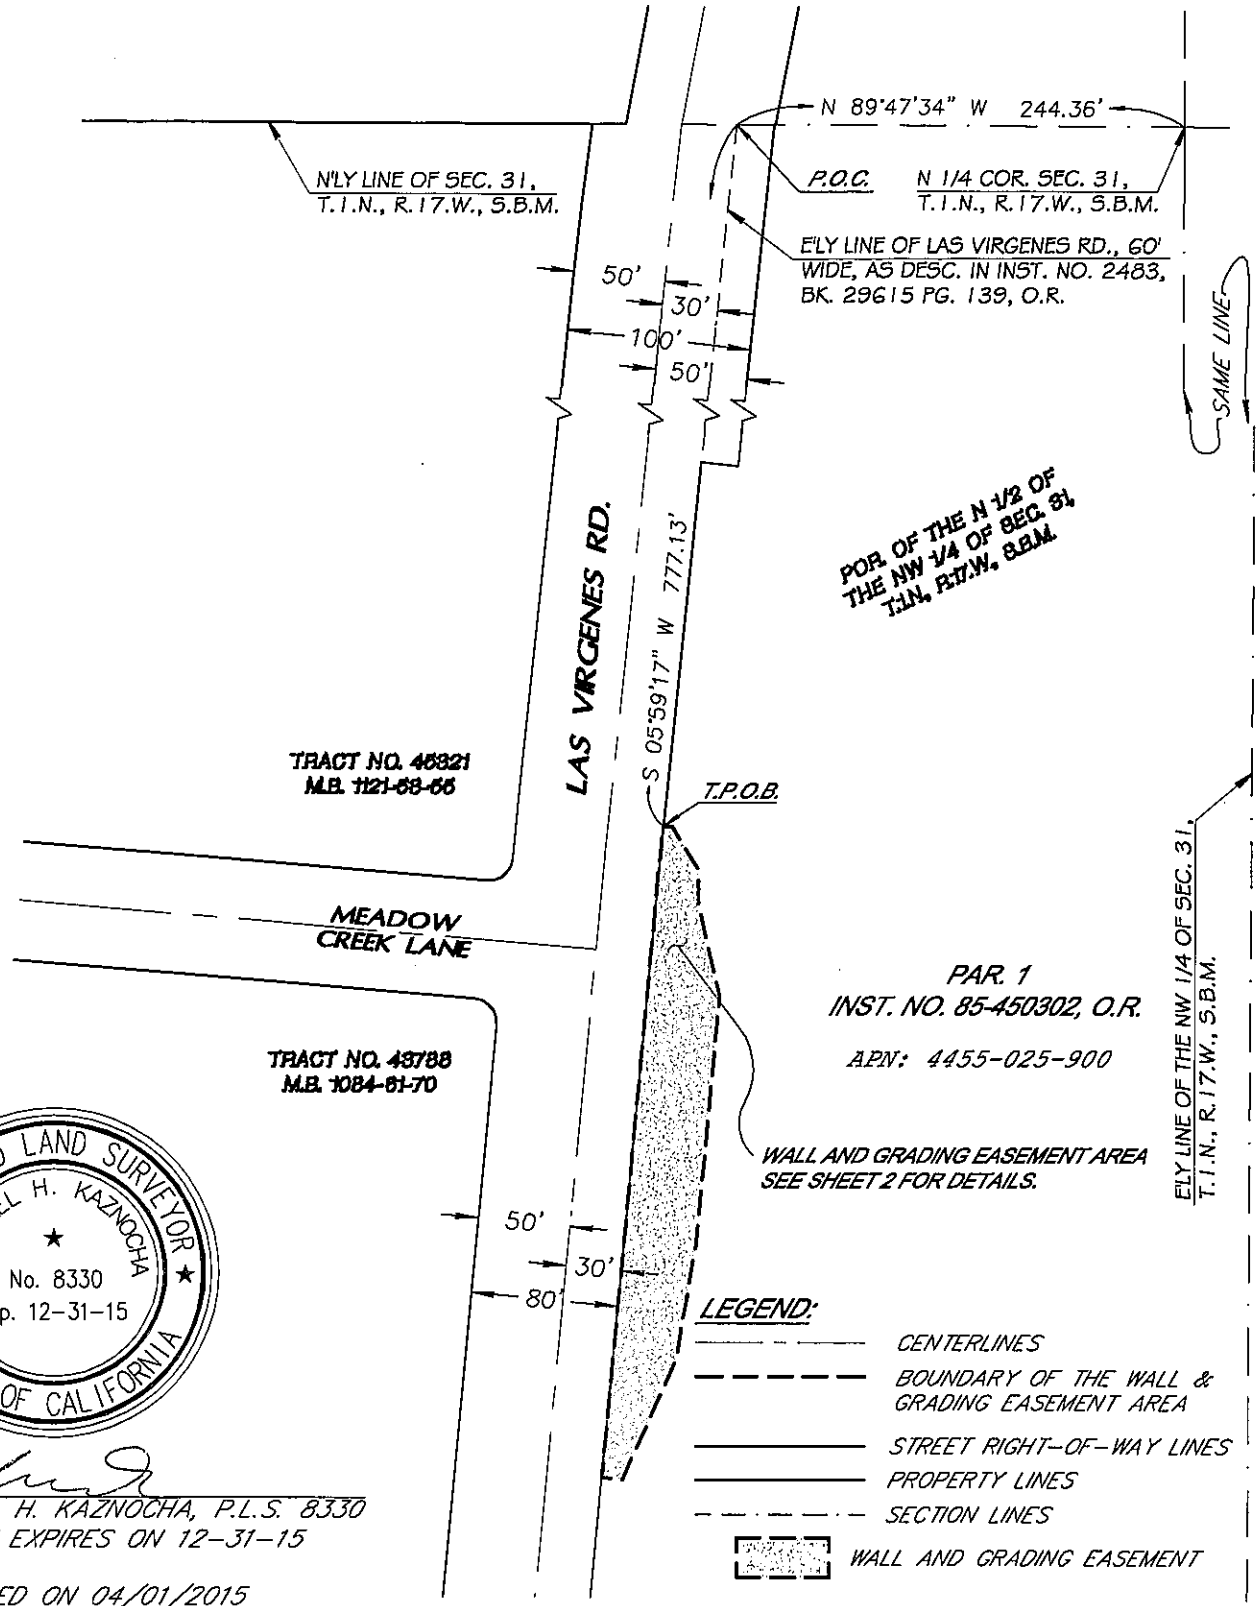 N 89°47'34" W 244.36'
N'LY LINE OF SEC. 31,
T.1.N., R.17.W., S.B.M.
P.O.C.
N 1/4 COR. SEC. 31,
T.1.N., R.17.W., S.B.M.
E'LY LINE OF LAS VIRGENES RD., 60'
WIDE, AS DESC. IN INST. NO. 2483,
BK. 29615 PG. 139, O.R.
50'
30'
100'
50'
SAME LINE
POR. OF THE N 1/2 OF
THE NW 1/4 OF SEC. 31,
T.1.N., R.17.W., S.B.M.
LAS VIRGENES RD.
S 05°59'17" W 777.13'
TRACT NO. 45321
M.B. 1121-53-55
T.P.O.B.
MEADOW
CREEK LANE
PAR. 1
INST. NO. 85-450302, O.R.
APN: 4455-025-900
E'LY LINE OF THE NW 1/4 OF SEC. 31,
T.1.N., R.17.W., S.B.M.
TRACT NO. 43788
M.B. 1084-61-70
WALL AND GRADING EASEMENT AREA
SEE SHEET 2 FOR DETAILS.
LAND SURVEYOR
H. KAZNOCHA
No. 8330
p. 12-31-15
OF CALIFORNIA
50'
30'
80'
LEGEND:
CENTERLINES
BOUNDARY OF THE WALL &
GRADING EASEMENT AREA
STREET RIGHT-OF-WAY LINES
PROPERTY LINES
SECTION LINES
WALL AND GRADING EASEMENT
H. KAZNOCHA, P.L.S. 8330
EXPIRES ON 12-31-15
ED ON 04/01/2015